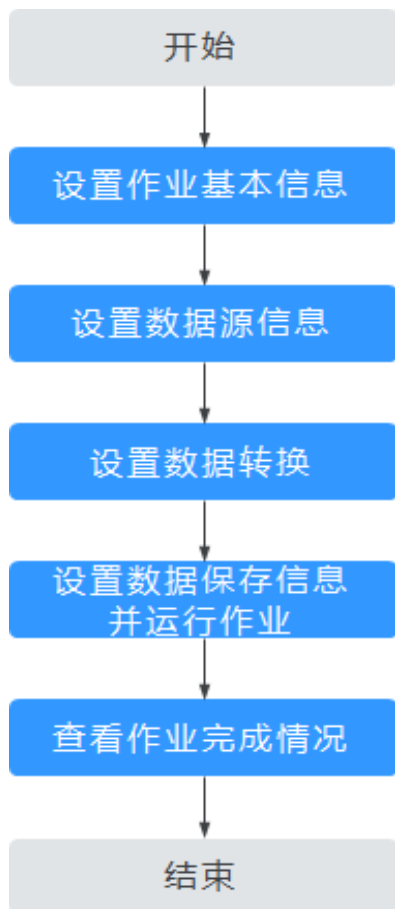 开始
设置作业基本信息
设置数据源信息
设置数据转换
设置数据保存信息
并运行作业
查看作业完成情况
结束